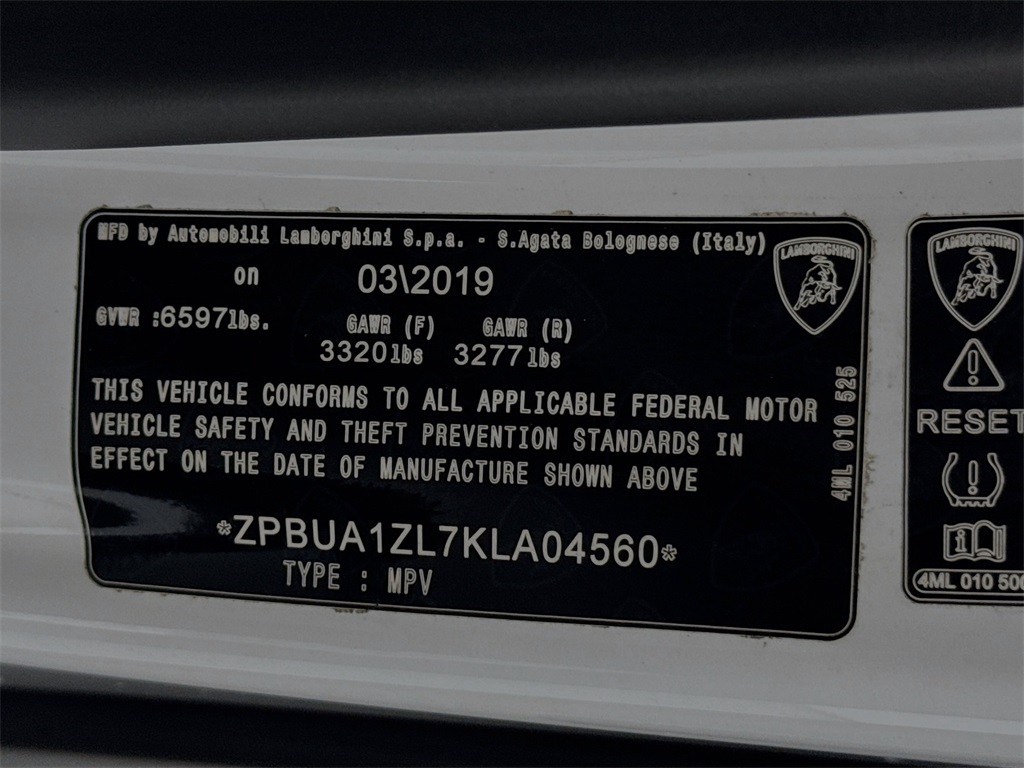 MFD by Automobili Lamborghini S.p.a. - S.Agata Bolognese (Italy)
on 03\2019
GVWR :6597lbs. GAWR (F) GAWR (R)
3320lbs 3277lbs
THIS VEHICLE CONFORMS TO ALL APPLICABLE FEDERAL MOTOR
VEHICLE SAFETY AND THEFT PREVENTION STANDARDS IN
EFFECT ON THE DATE OF MANUFACTURE SHOWN ABOVE
*ZPBUA1ZL7KLA04560*
TYPE : MPV
LAMBORGHINI
4ML 010 525
LAMBORGHINI
RESET
4ML 010 500